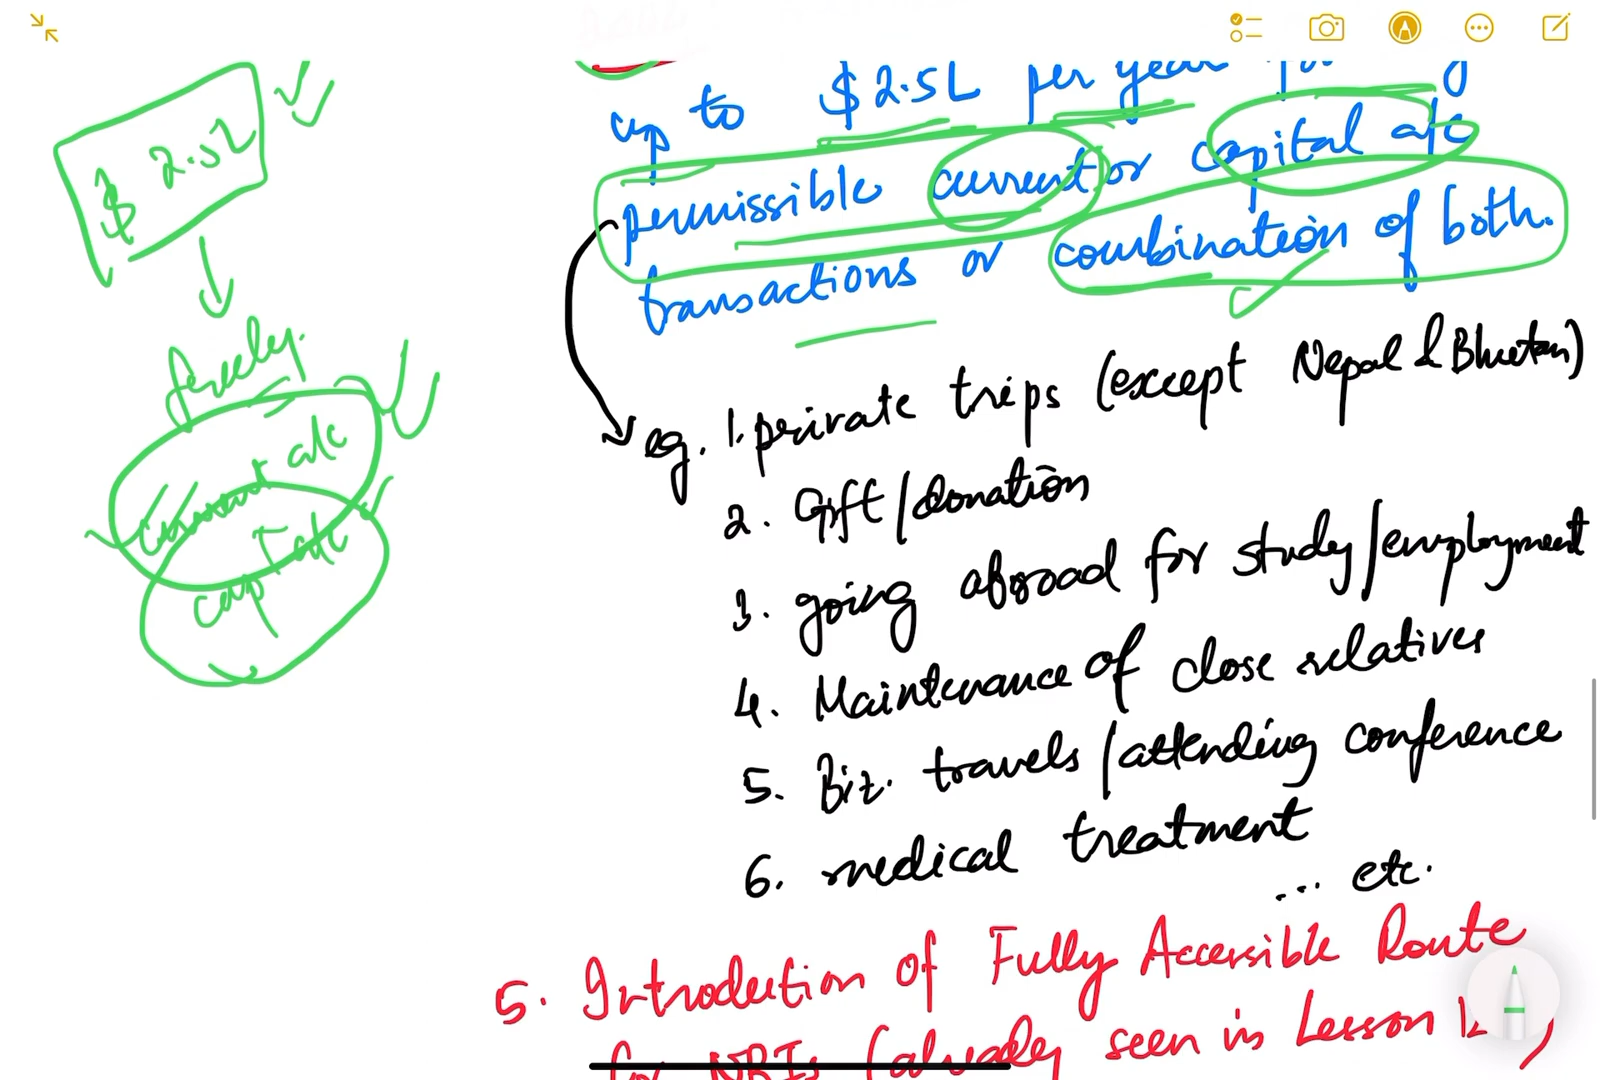 up to $ 2.5L per year
permissible current or capital a/c
transactions or combination of both.
$ 2.5L
freely.
current a/c
cap a/c
eg. 1. private trips (except Nepal & Bhutan)
2. Gift/donation
3. going abroad for study/employment
4. Maintenance of close relatives
5. Biz. travels/attending conference
6. medical treatment
... etc.
5. Introduction of Fully Accessible Route
for NRIs (already seen in Lesson